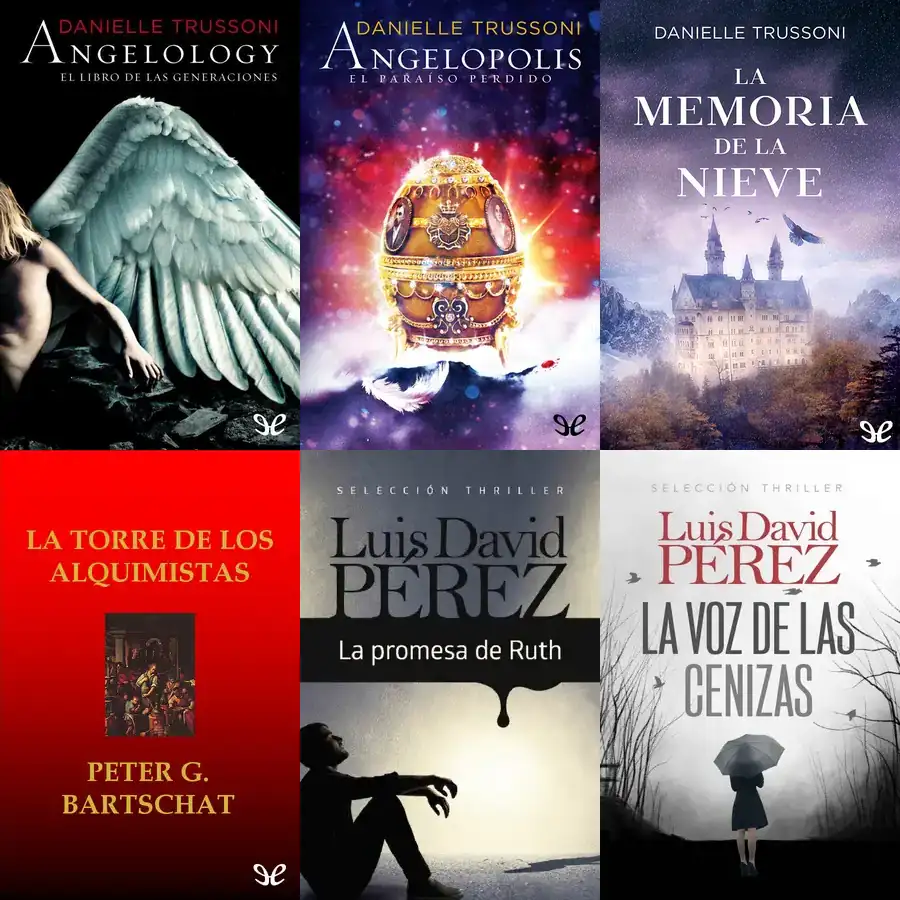 DANIELLE TRUSSONI
ANGELOLOGY
EL LIBRO DE LAS GENERACIONES
DANIELLE TRUSSONI
ANGELOPOLIS
EL PARAÍSO PERDIDO
DANIELLE TRUSSONI
LA
MEMORIA
DE LA
NIEVE
LA TORRE DE LOS
ALQUIMISTAS
PETER G.
BARTSCHAT
SELECCIÓN THRILLER
Luis David
PÉREZ
La promesa de Ruth
SELECCIÓN THRILLER
Luis David
PÉREZ
LA VOZ DE LAS
CENIZAS